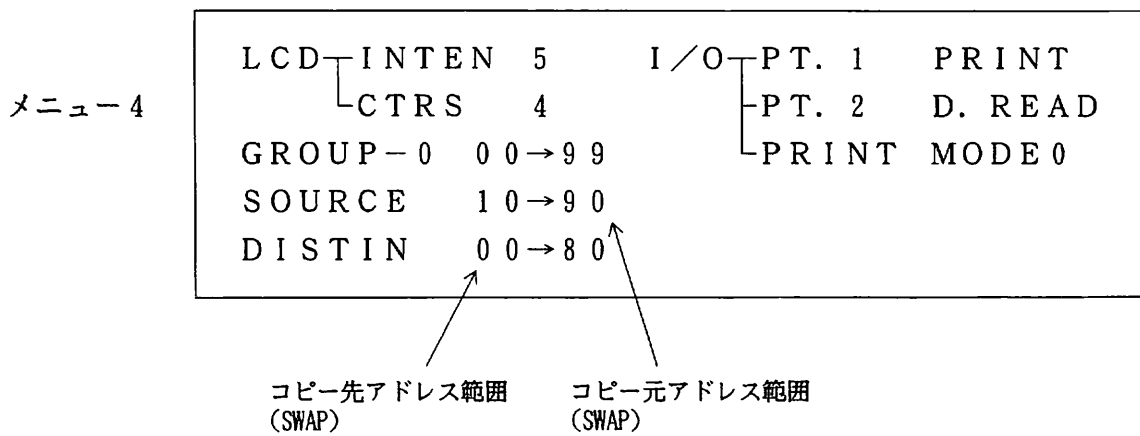 メニュー4
LCD┬INTEN 5 I/O┬PT. 1 PRINT
└CTRS 4 ├PT. 2 D. READ
GROUP-0 00→99 └PRINT MODE0
SOURCE 10→90
DISTIN 00→80
コピー先アドレス範囲 コピー元アドレス範囲
(SWAP) (SWAP)